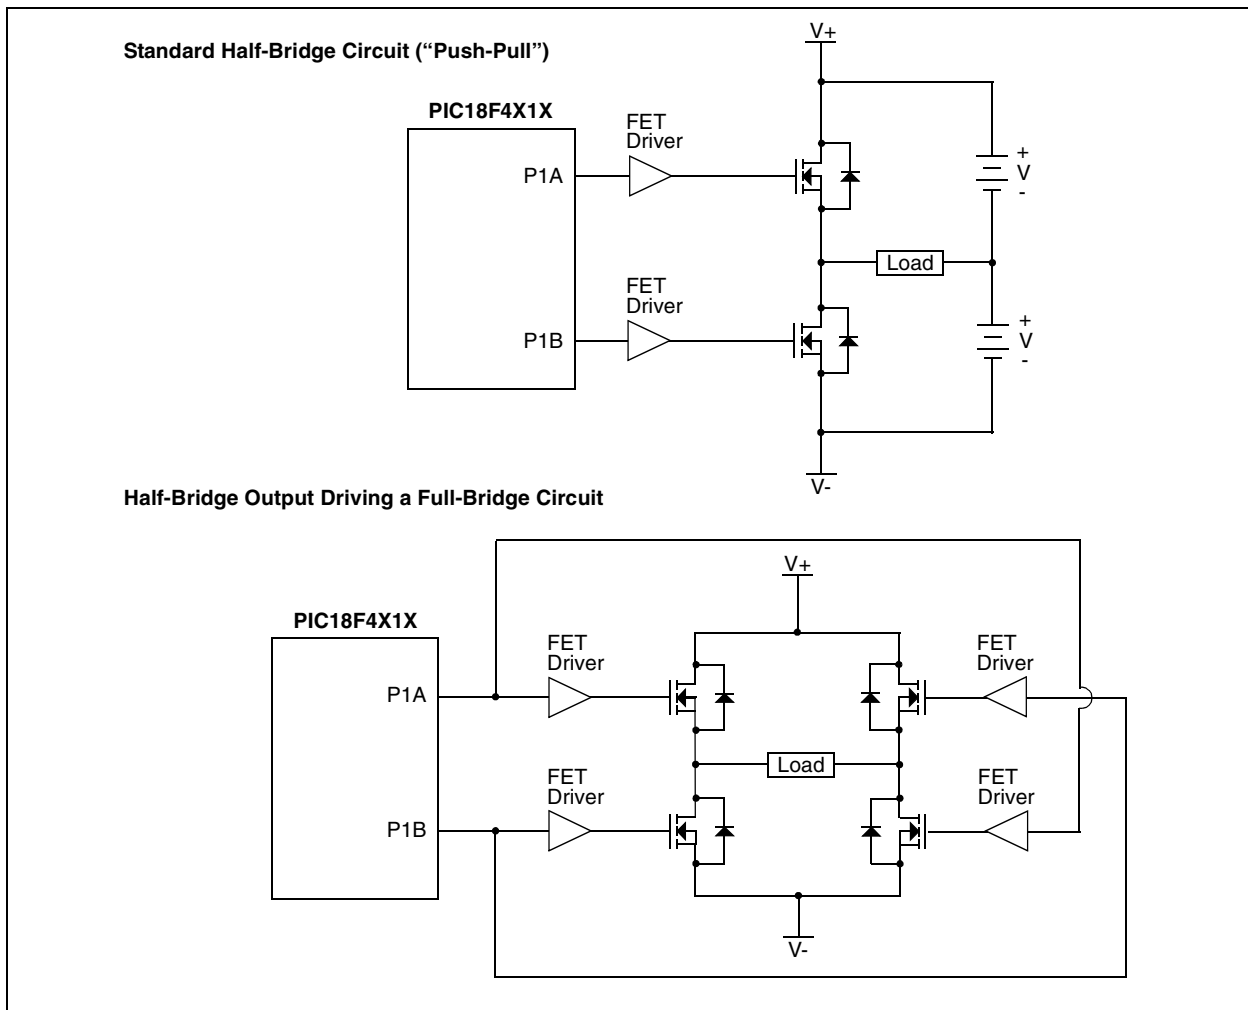 Standard Half-Bridge Circuit (“Push-Pull”)
V+
PIC18F4X1X
FET
Driver
P1A
+
V
-
Load
FET
Driver
P1B
+
V
-
V-
Half-Bridge Output Driving a Full-Bridge Circuit
V+
PIC18F4X1X
FET
Driver
FET
Driver
P1A
Load
FET
Driver
FET
Driver
P1B
V-